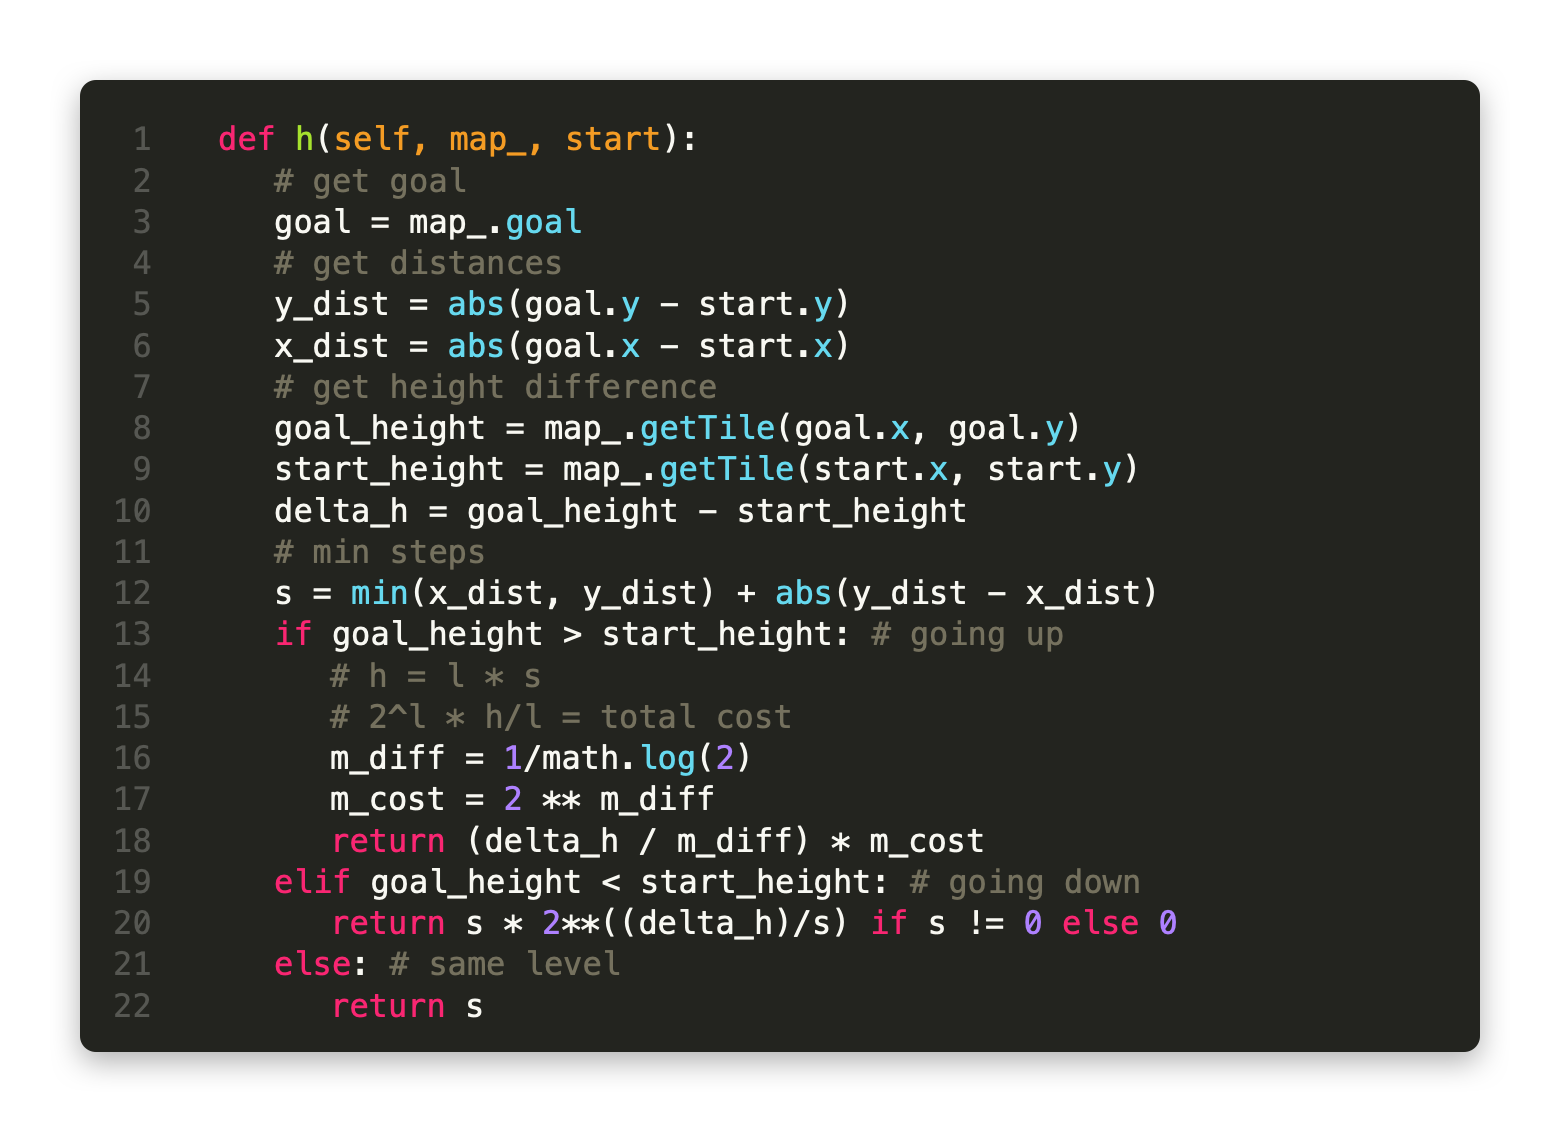 1 def h(self, map_, start):
2 # get goal
3 goal = map_.goal
4 # get distances
5 y_dist = abs(goal.y - start.y)
6 x_dist = abs(goal.x - start.x)
7 # get height difference
8 goal_height = map_.getTile(goal.x, goal.y)
9 start_height = map_.getTile(start.x, start.y)
10 delta_h = goal_height - start_height
11 # min steps
12 s = min(x_dist, y_dist) + abs(y_dist - x_dist)
13 if goal_height > start_height: # going up
14 # h = l * s
15 # 2^l * h/l = total cost
16 m_diff = 1/math.log(2)
17 m_cost = 2 ** m_diff
18 return (delta_h / m_diff) * m_cost
19 elif goal_height < start_height: # going down
20 return s * 2**((delta_h)/s) if s != 0 else 0
21 else: # same level
22 return s